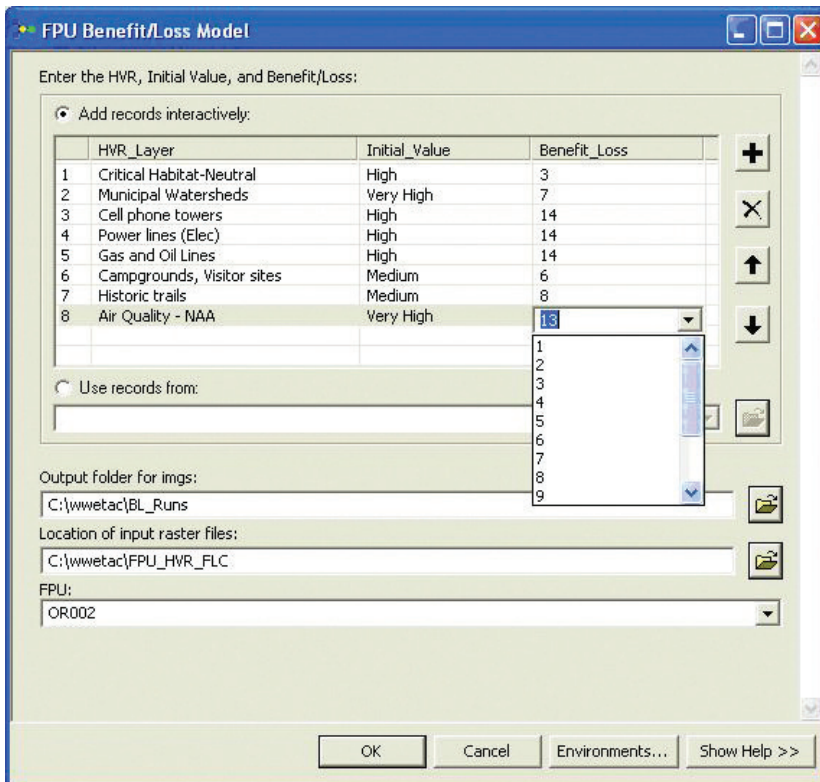 FPU Benefit/Loss Model
Enter the HVR, Initial Value, and Benefit/Loss:
Add records interactively:
HVR_Layer Initial_Value Benefit_Loss
1 Critical Habitat-Neutral High 3
2 Municipal Watersheds Very High 7
3 Cell phone towers High 14
4 Power lines (Elec) High 14
5 Gas and Oil Lines High 14
6 Campgrounds, Visitor sites Medium 6
7 Historic trails Medium 8
8 Air Quality - NAA Very High 13
1
2
3
4
5
6
7
8
9
Use records from:
Output folder for imgs:
C:\wwetac\BL_Runs
Location of input raster files:
C:\wwetac\FPU_HVR_FLC
FPU:
OR002
OK Cancel Environments... Show Help >>